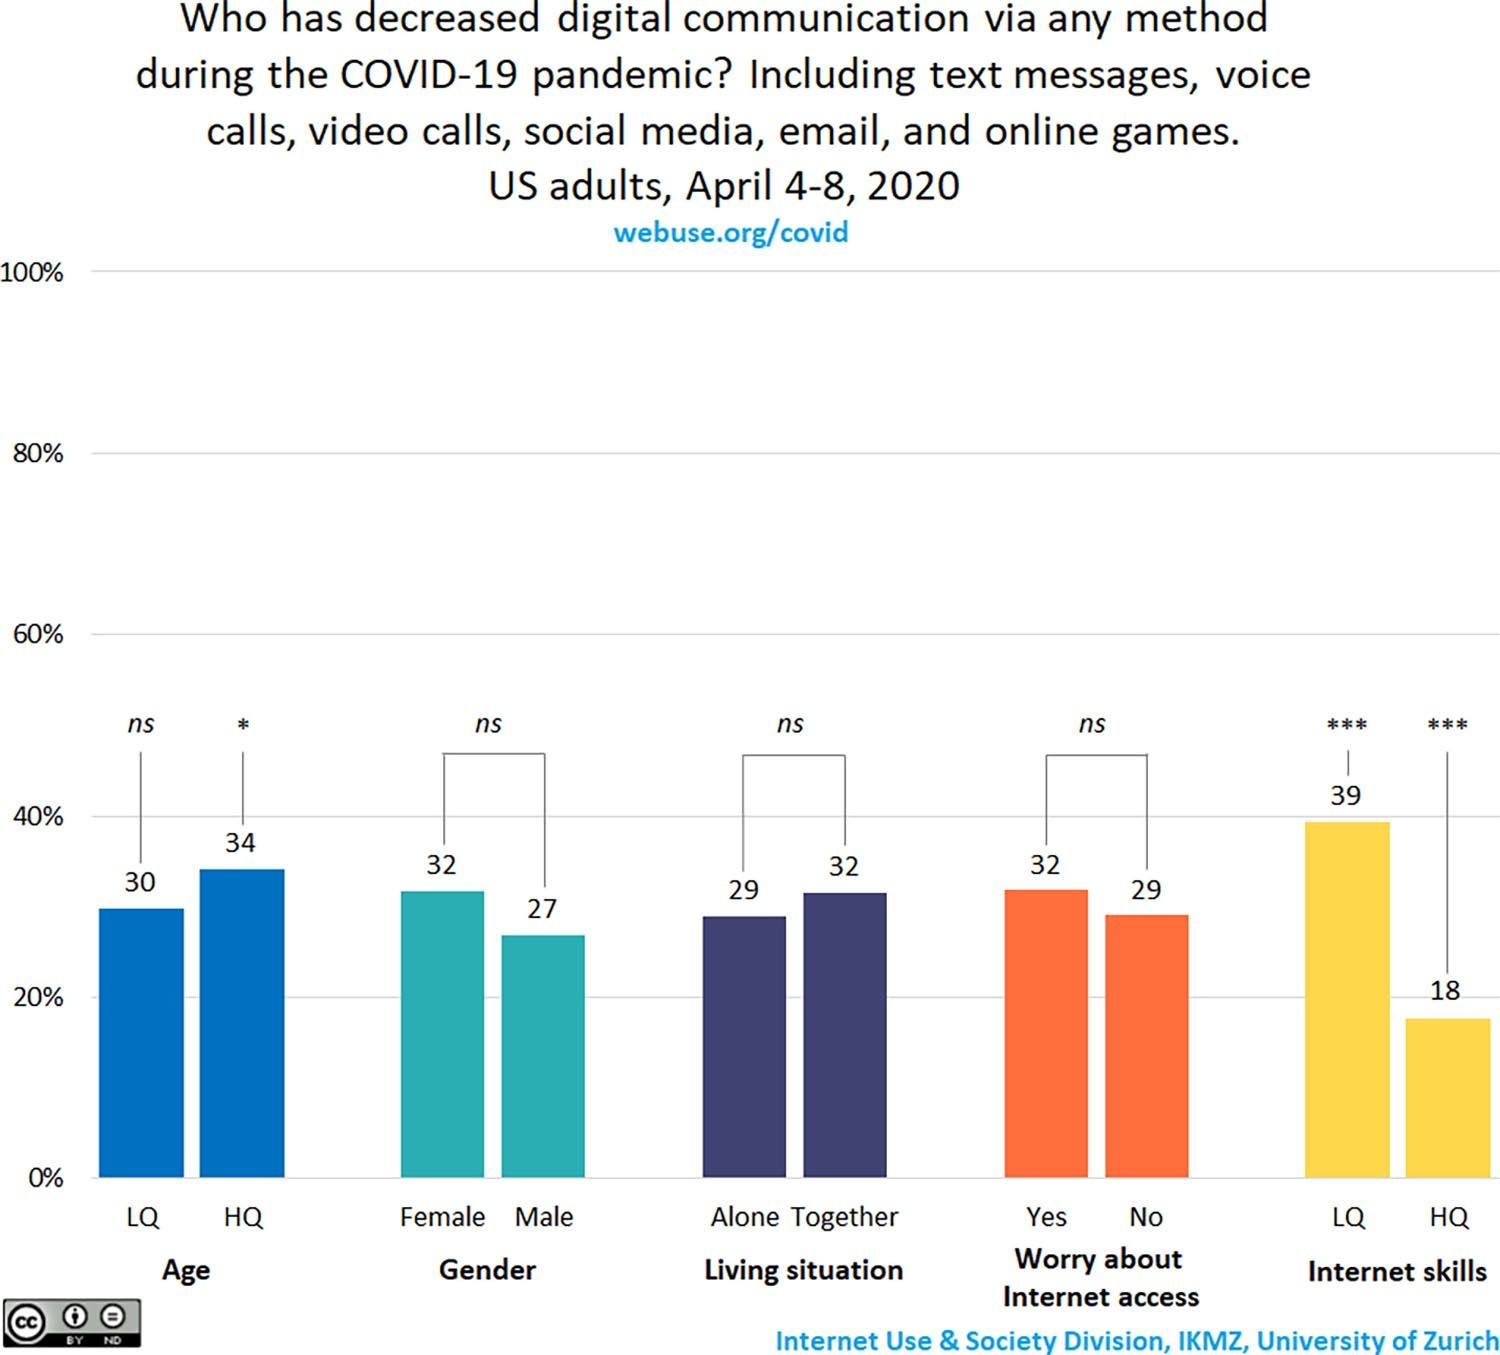 Who has decreased digital communication via any method
during the COVID-19 pandemic? Including text messages, voice
calls, video calls, social media, email, and online games.
US adults, April 4-8, 2020
webuse.org/covid
100%
80%
60%
ns * ns ns ns *** ***
39
40%
34
32 32 32
30 29 29
27
20%
18
0%
LQ HQ Female Male Alone Together Yes No LQ HQ
Age Gender Living situation Worry about Internet skills
Internet access
cc BY ND
Internet Use & Society Division, IKMZ, University of Zurich